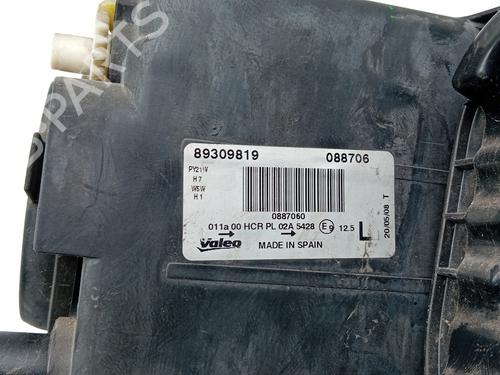 PARTS
89309819 088706
PY21W
H7
W5W
H1
0887060
011a 00 HCR PL 02A 5428 E9 12.5 L
Valeo MADE IN SPAIN
20/05/08 T